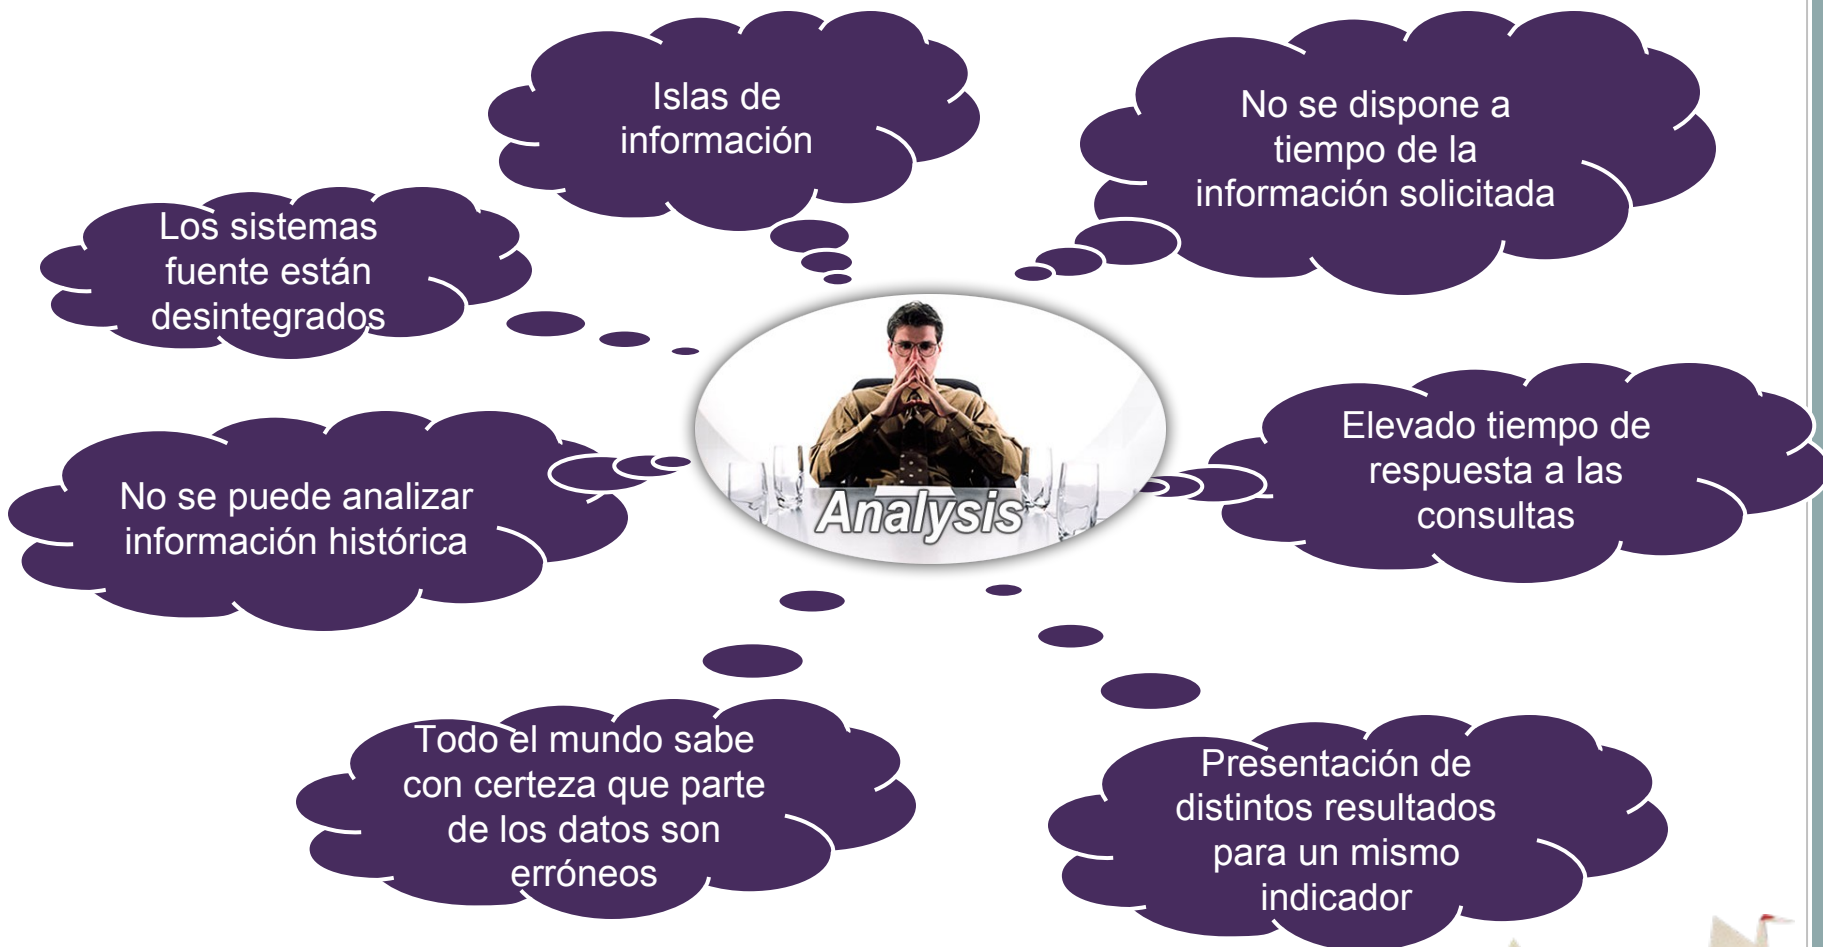 Islas de
información
No se dispone a
tiempo de la
información solicitada
Los sistemas
fuente están
desintegrados
Elevado tiempo de
respuesta a las
consultas
No se puede analizar
información histórica
Analysis
Todo el mundo sabe
con certeza que parte
de los datos son
erróneos
Presentación de
distintos resultados
para un mismo
indicador